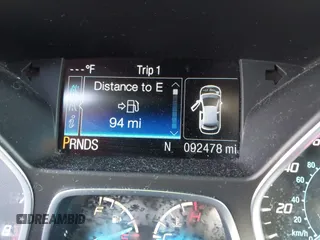 ---°F Trip 1
Distance to E
94 mi
PRNDS N 092478 mi
DREAMBID